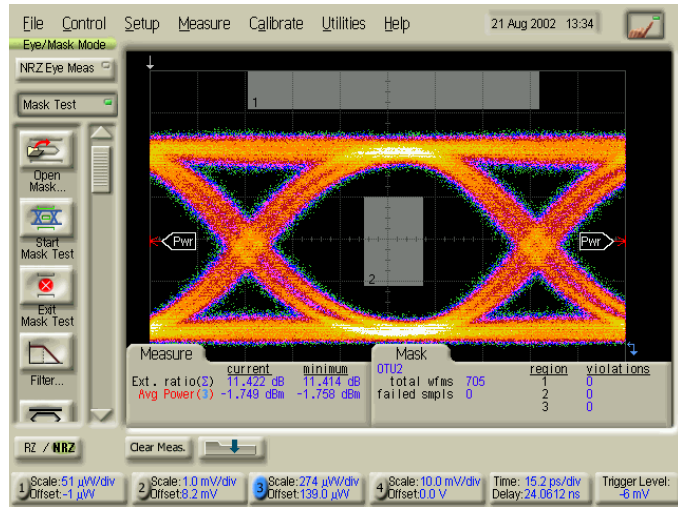 File Control Setup Measure Calibrate Utilities Help 21 Aug 2002 13:34
Eye/Mask Mode
NRZ Eye Meas
Mask Test
1
Open
Mask...
Start
Mask Test
Pwr Pwr
2
Exit
Mask Test
Filter...
Measure
current minimum
Ext. ratio(Σ) 11.422 dB 11.414 dB
Avg Power(3) -1.749 dBm -1.758 dBm
Mask
OTU2 region violations
total wfms 705 1 0
failed smpls 0 2 0
3 0
RZ / NRZ Clear Meas.
1 Scale:51 µW/div
Offset:-1 µW
2 Scale:1.0 mV/div
Offset:8.2 mV
3 Scale:274 µW/div
Offset:139.0 µW
4 Scale:10.0 mV/div
Offset:0.0 V
Time: 15.2 ps/div
Delay:24.0612 ns
Trigger Level:
-6 mV